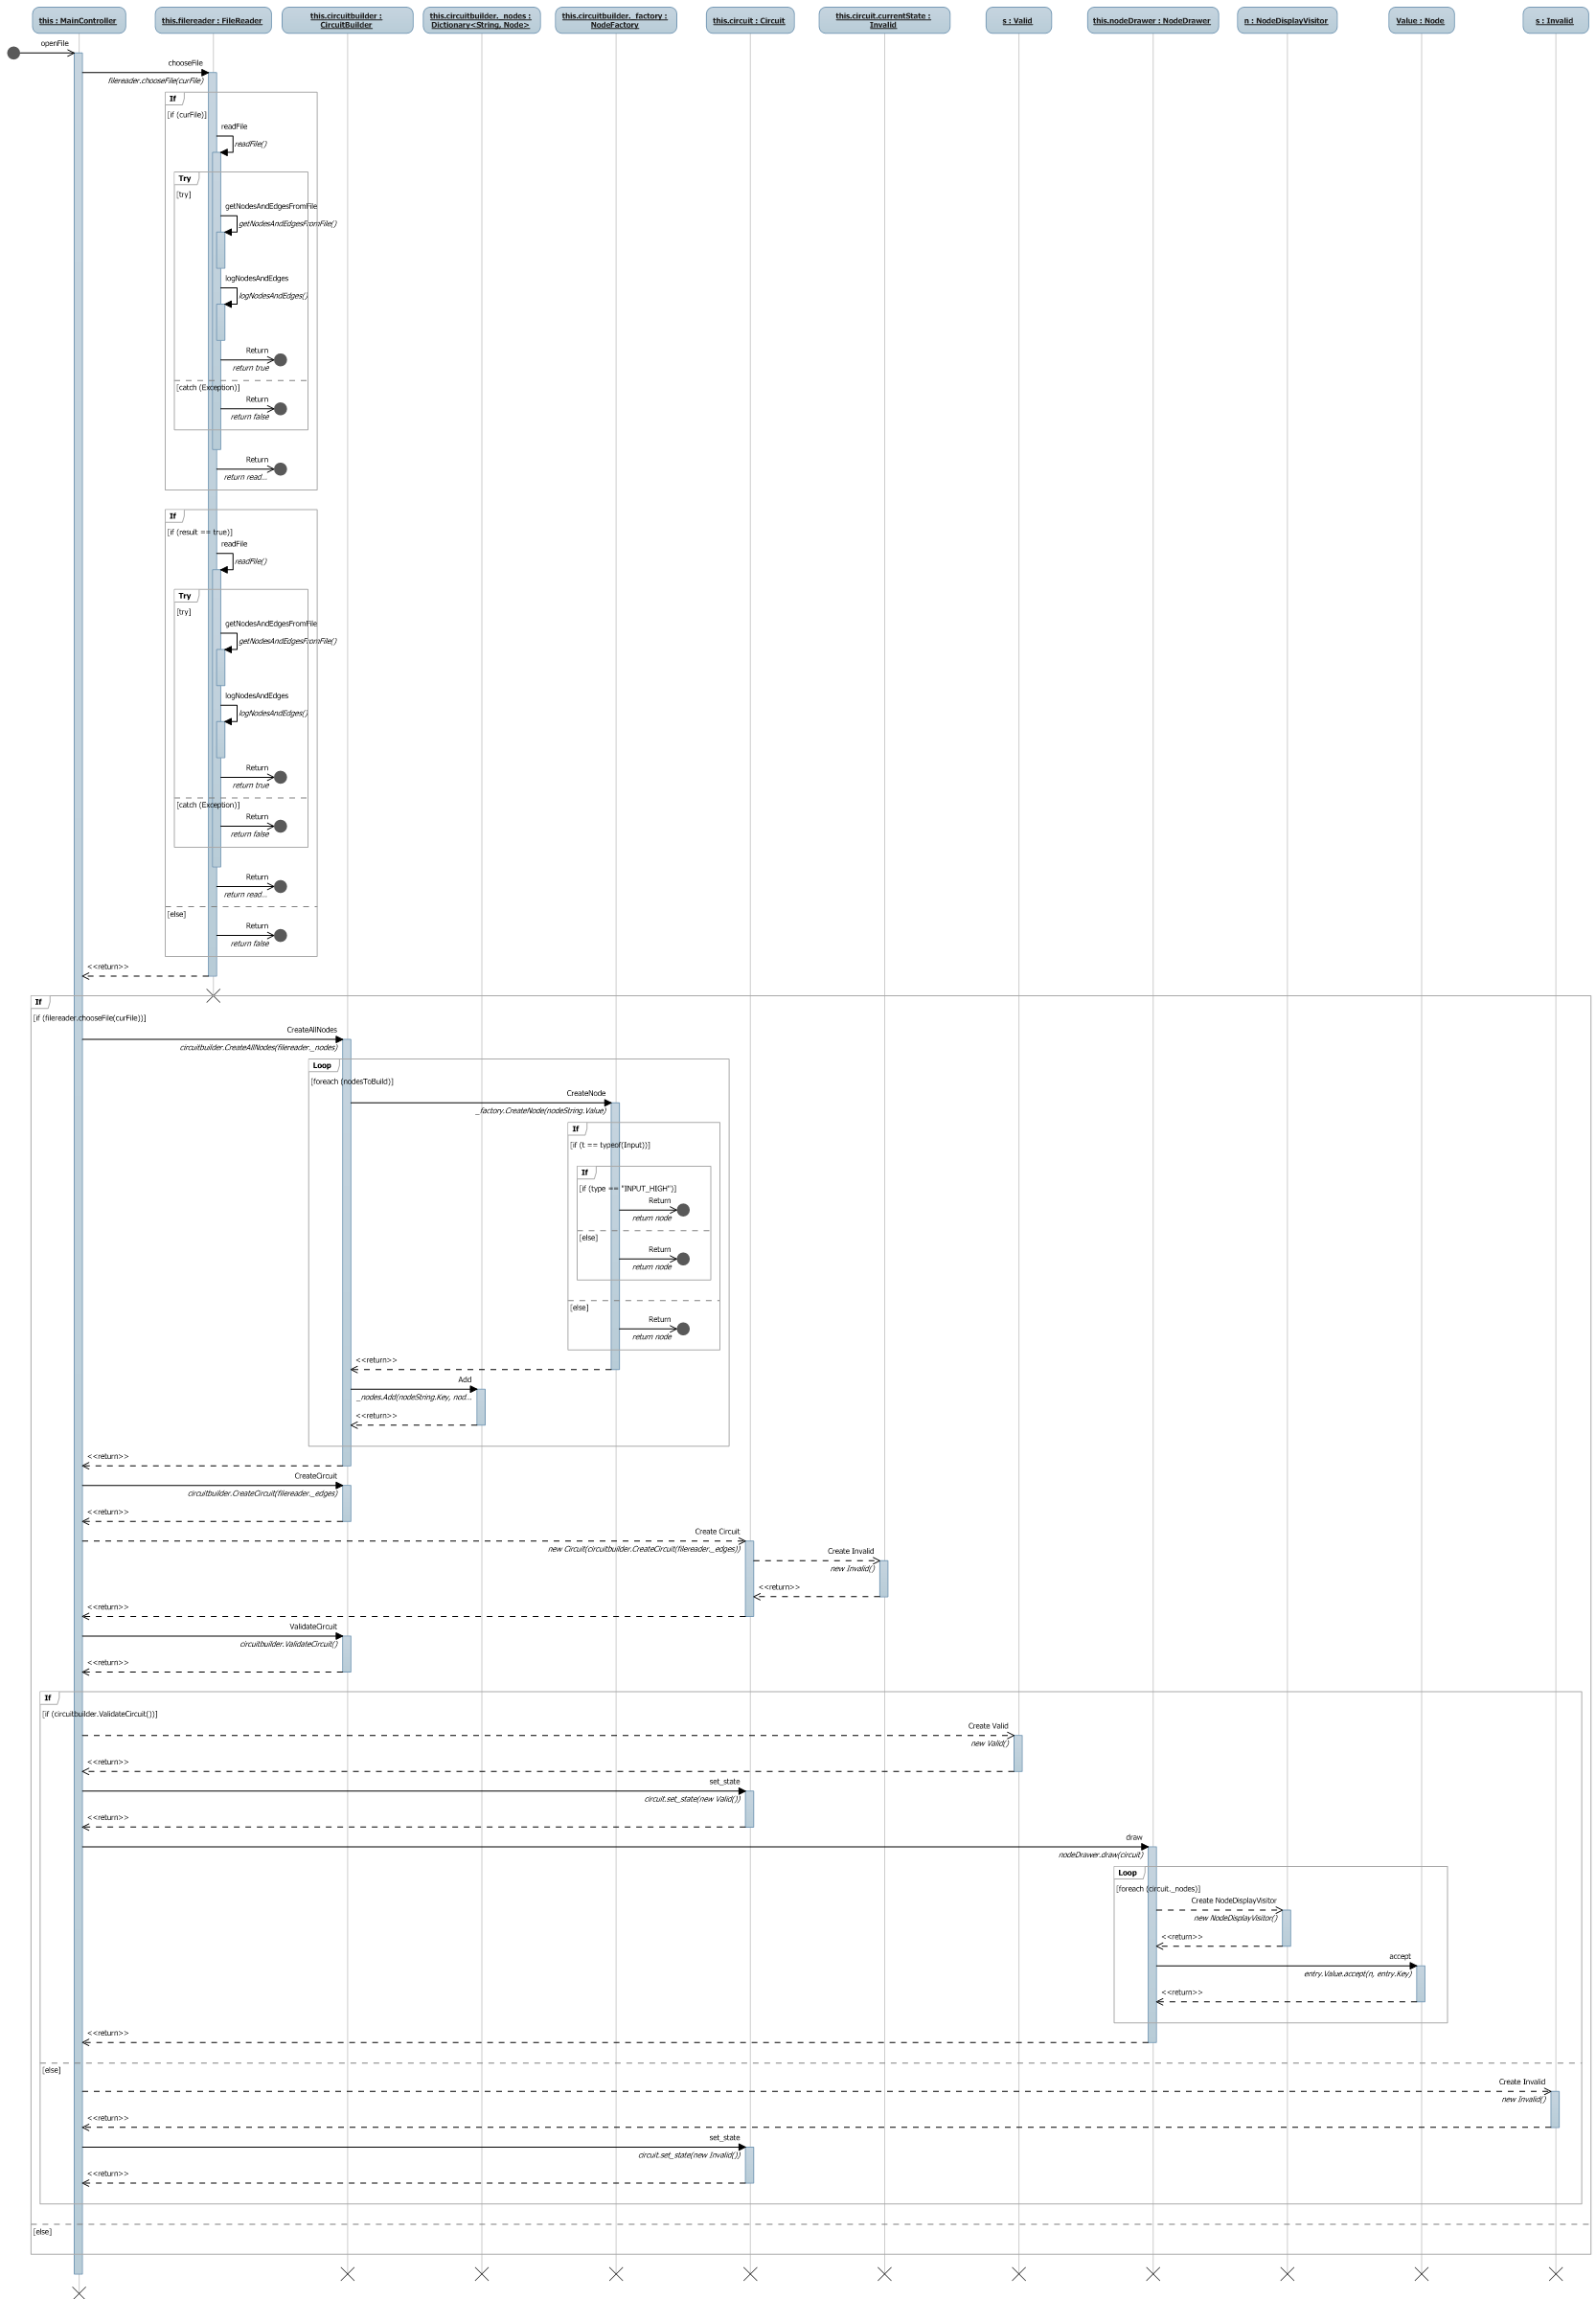 this : MainController
this.filereader : FileReader
this.circuitbuilder :
CircuitBuilder
this.circuitbuilder._nodes :
Dictionary<String, Node>
this.circuitbuilder._factory :
NodeFactory
this.circuit : Circuit
this.circuit.currentState :
Invalid
s : Valid
this.nodeDrawer : NodeDrawer
n : NodeDisplayVisitor
Value : Node
s : Invalid
openFile
chooseFile
filereader.chooseFile(curFile)
If
[if (curFile)]
readFile
readFile()
Try
[try]
getNodesAndEdgesFromFile
getNodesAndEdgesFromFile()
logNodesAndEdges
logNodesAndEdges()
Return
return true
[catch (Exception)]
Return
return false
Return
return read...
If
[if (result == true)]
readFile
readFile()
Try
[try]
getNodesAndEdgesFromFile
getNodesAndEdgesFromFile()
logNodesAndEdges
logNodesAndEdges()
Return
return true
[catch (Exception)]
Return
return false
Return
return read...
[else]
Return
return false
<<return>>
If
[if (filereader.chooseFile(curFile))]
CreateAllNodes
circuitbuilder.CreateAllNodes(filereader._nodes)
Loop
[foreach (nodesToBuild)]
CreateNode
_factory.CreateNode(nodeString.Value)
If
[if (t == typeof(Input))]
If
[if (type == "INPUT_HIGH")]
Return
return node
[else]
Return
return node
[else]
Return
return node
<<return>>
Add
_nodes.Add(nodeString.Key, nod...
<<return>>
<<return>>
CreateCircuit
circuitbuilder.CreateCircuit(filereader._edges)
<<return>>
Create Circuit
new Circuit(circuitbuilder.CreateCircuit(filereader._edges))
Create Invalid
new Invalid()
<<return>>
<<return>>
ValidateCircuit
circuitbuilder.ValidateCircuit()
<<return>>
If
[if (circuitbuilder.ValidateCircuit())]
Create Valid
new Valid()
<<return>>
set_state
circuit.set_state(new Valid())
<<return>>
draw
nodeDrawer.draw(circuit)
Loop
[foreach (circuit._nodes)]
Create NodeDisplayVisitor
new NodeDisplayVisitor()
<<return>>
accept
entry.Value.accept(n, entry.Key)
<<return>>
<<return>>
[else]
Create Invalid
new Invalid()
<<return>>
set_state
circuit.set_state(new Invalid())
<<return>>
[else]